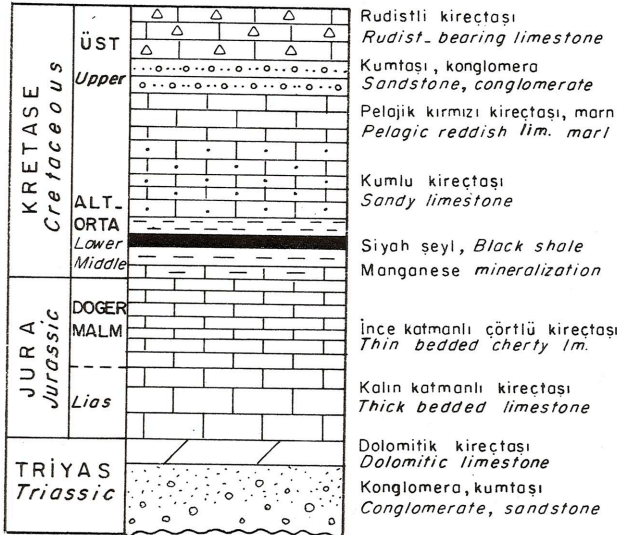 KRETASE
Cretaceous
ÜST
Upper
ALT_
ORTA
Lower
Middle
JURA
Jurassic
DOGER
MALM
Lias
TRİYAS
Triassic
Rudistli kireçtaşı
Rudist_ bearing limestone
Kumtaşı, konglomera
Sandstone, conglomerate
Pelajik kırmızı kireçtaşı, marn
Pelagic reddish lim. marl
Kumlu kireçtaşı
Sandy limestone
Siyah şeyl, Black shale
Manganese mineralization
İnce katmanlı çörtlü kireçtaşı
Thin bedded cherty lm.
Kalın katmanlı kireçtaşı
Thick bedded limestone
Dolomitik kireçtaşı
Dolomitic limestone
Konglomera, kumtaşı
Conglomerate, sandstone